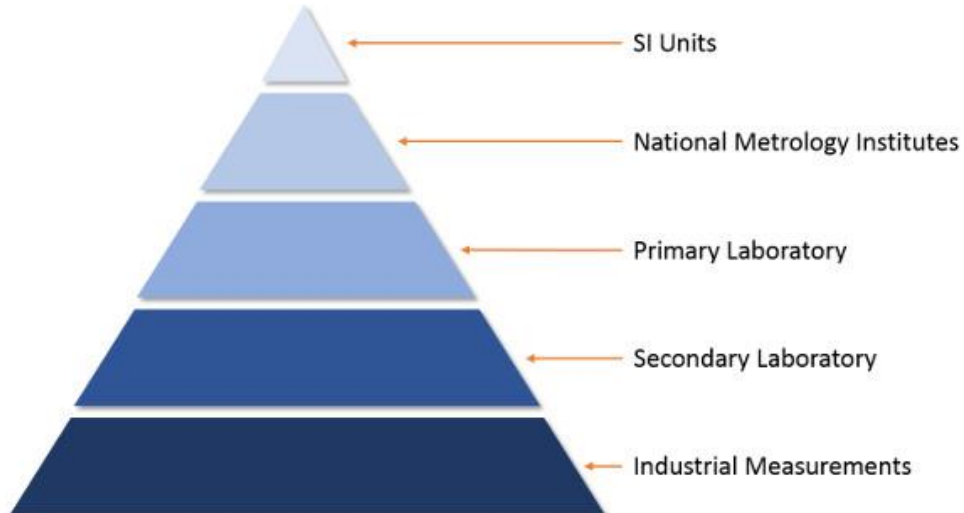 SI Units
National Metrology Institutes
Primary Laboratory
Secondary Laboratory
Industrial Measurements